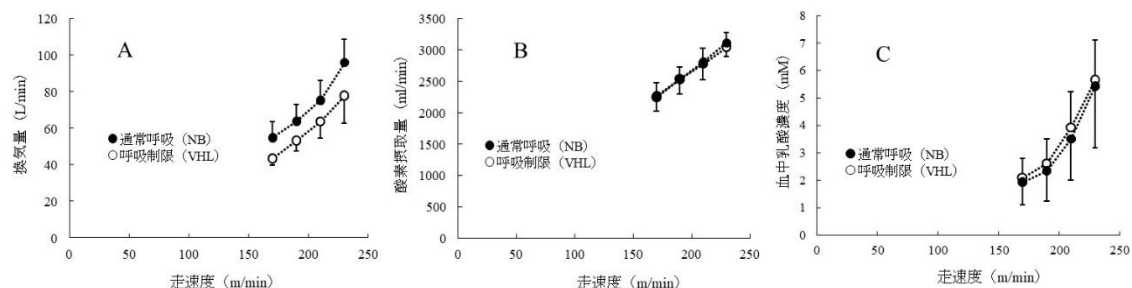 A
换気量 (L/min)
120
100
80
60
40
20
0
●通常呼吸（NB）
○呼吸制限（VHL）
0 50 100 150 200 250
走速度（m/min）
B
酸素摂取量 (ml/min)
3500
3000
2500
2000
1500
1000
500
0
●通常呼吸（NB）
○呼吸制限（VHL）
0 50 100 150 200 250
走速度（m/min）
C
血中乳酸濃度 (mM)
8
7
6
5
4
3
2
1
0
●通常呼吸（NB）
○呼吸制限（VHL）
0 50 100 150 200 250
走速度（m/min）